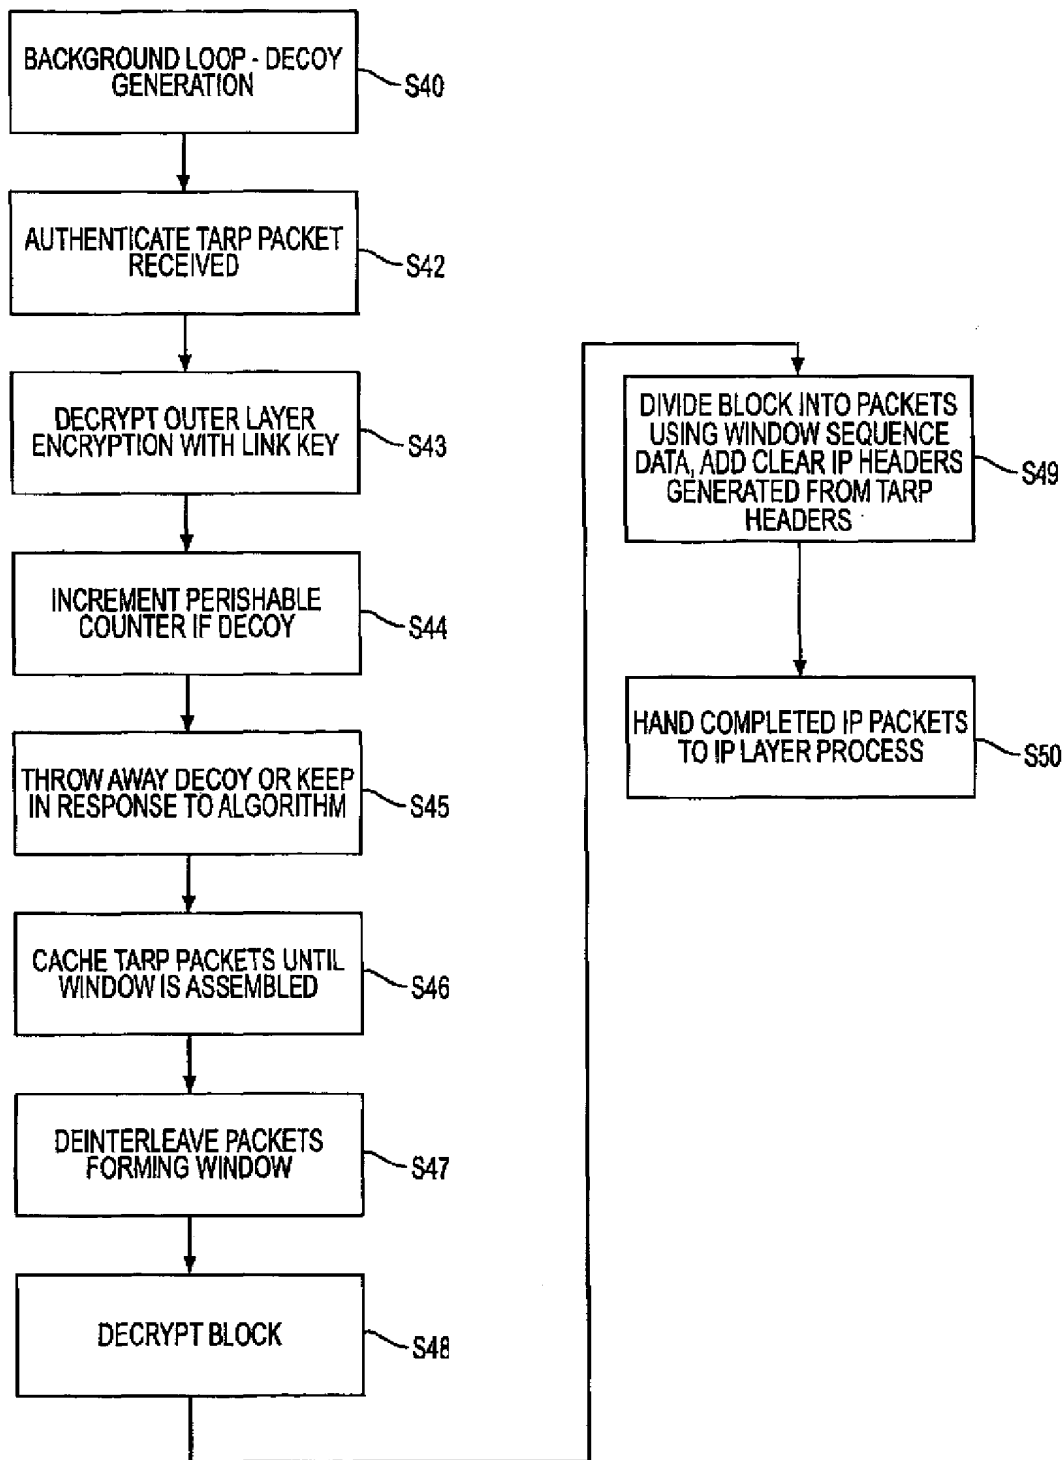 BACKGROUND LOOP - DECOY
GENERATION
S40
AUTHENTICATE TARP PACKET
RECEIVED
S42
DECRYPT OUTER LAYER
ENCRYPTION WITH LINK KEY
S43
INCREMENT PERISHABLE
COUNTER IF DECOY
S44
THROW AWAY DECOY OR KEEP
IN RESPONSE TO ALGORITHM
S45
CACHE TARP PACKETS UNTIL
WINDOW IS ASSEMBLED
S46
DEINTERLEAVE PACKETS
FORMING WINDOW
S47
DECRYPT BLOCK
S48
DIVIDE BLOCK INTO PACKETS
USING WINDOW SEQUENCE
DATA, ADD CLEAR IP HEADERS
GENERATED FROM TARP
HEADERS
S49
HAND COMPLETED IP PACKETS
TO IP LAYER PROCESS
S50